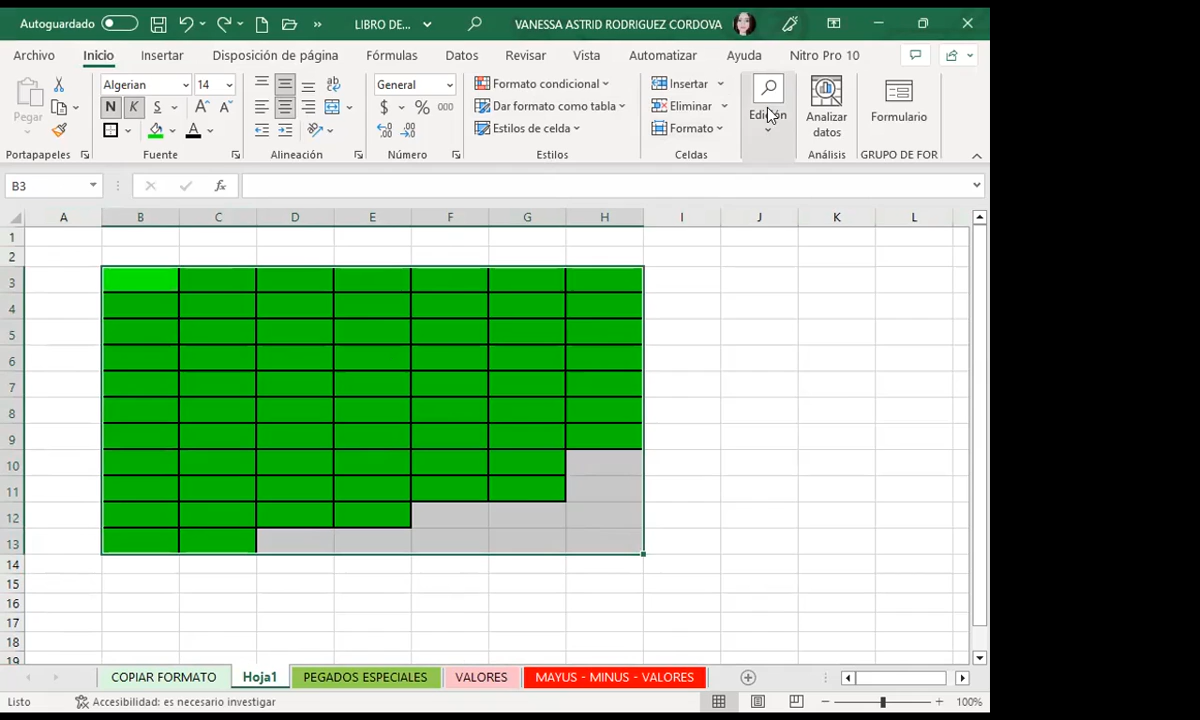 Autoguardado
LIBRO DE...
VANESSA ASTRID RODRIGUEZ CORDOVA
Archivo Inicio Insertar Disposición de página Fórmulas Datos Revisar Vista Automatizar Ayuda Nitro Pro 10
Pegar
Portapapeles
Algerian 14
N K S A A
A
Fuente
ab
Alineación
General
$ % 000
Número
Formato condicional
Dar formato como tabla
Estilos de celda
Estilos
Insertar
Eliminar
Formato
Celdas
Edición
Analizar
datos
Análisis
Formulario
GRUPO DE FOR
B3
fx
A B C D E F G H I J K L
1
2
3
4
5
6
7
8
9
10
11
12
13
14
15
16
17
18
19
COPIAR FORMATO Hoja1 PEGADOS ESPECIALES VALORES MAYUS - MINUS - VALORES
Listo
Accesibilidad: es necesario investigar
100%